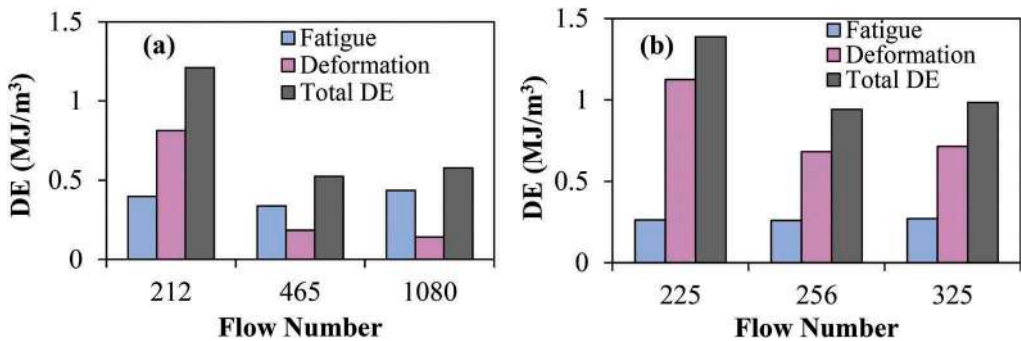 (a)
Fatigue
Deformation
Total DE
DE (MJ/m³)
1.5
1
0.5
0
212 465 1080
Flow Number
(b)
Fatigue
Deformation
Total DE
DE (MJ/m³)
1.5
1
0.5
0
225 256 325
Flow Number